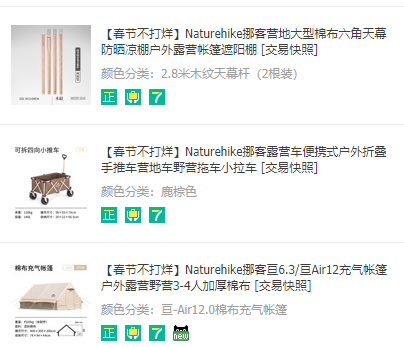 【春节不打烊】Naturehike挪客营地大型棉布六角天幕
防晒凉棚户外露营帐篷遮阳棚 [交易快照]
颜色分类：2.8米木纹天幕杆（2根装）
正 7
可拆四向小推车
【春节不打烊】Naturehike挪客露营车便携式户外折叠
手推车营地车野营拖车小拉车 [交易快照]
颜色分类：鹿棕色
正 7
棉布充气帐篷
【春节不打烊】Naturehike挪客亘6.3/亘Air12充气帐篷
户外露营野营3-4人加厚棉布 [交易快照]
颜色分类：亘-Air12.0棉布充气帐篷
正 7 new